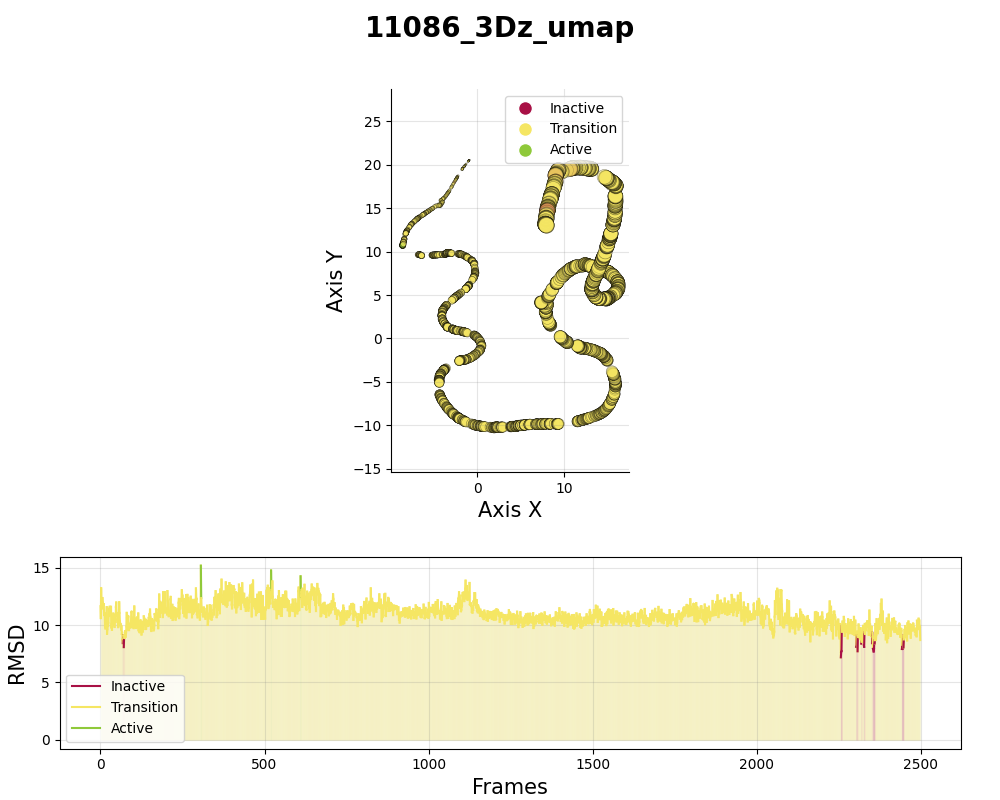 11086_3Dz_umap
Inactive
Transition
Active
25
20
15
10
5
0
−5
−10
−15
Axis Y
0 10
Axis X
15
10
5
0
RMSD
Inactive
Transition
Active
0 500 1000 1500 2000 2500
Frames